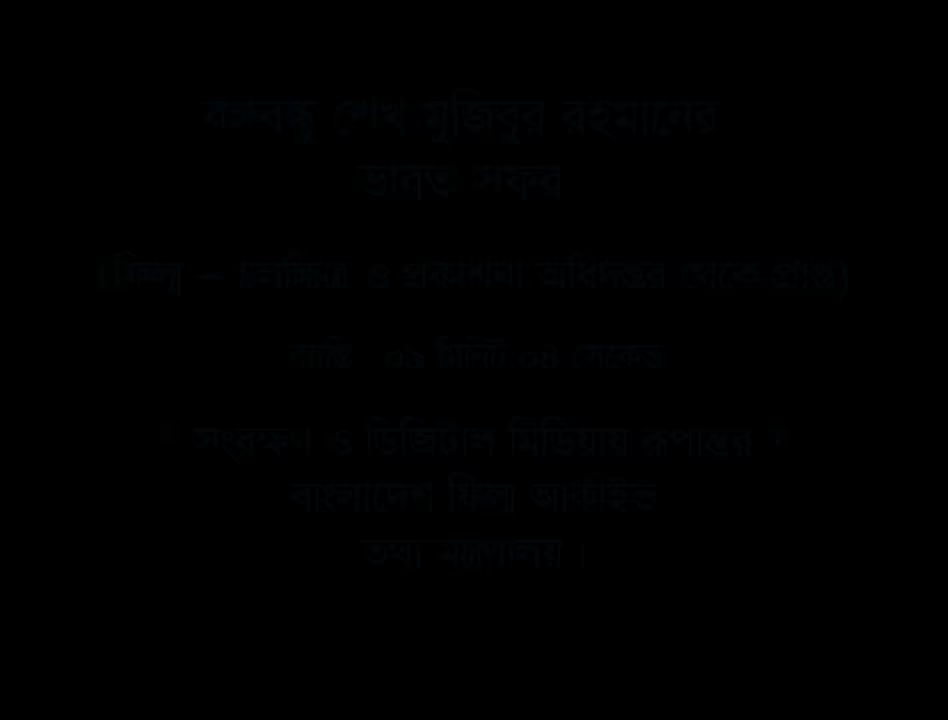 বঙ্গবন্ধু শেখ মুজিবুর রহমানের
ভারত সফর
(ফিল্ম – চলচ্চিত্র ও প্রকাশনা অধিদপ্তর থেকে প্রাপ্ত)
ব্যাপ্তি মিনিট ০৪ সেকেন্ড
" সংরক্ষণ ও ডিজিটাল মিডিয়ায় রূপান্তর "
বাংলাদেশ ফিল্ম আর্কাইভ
তথ্য মন্ত্রণালয় ।